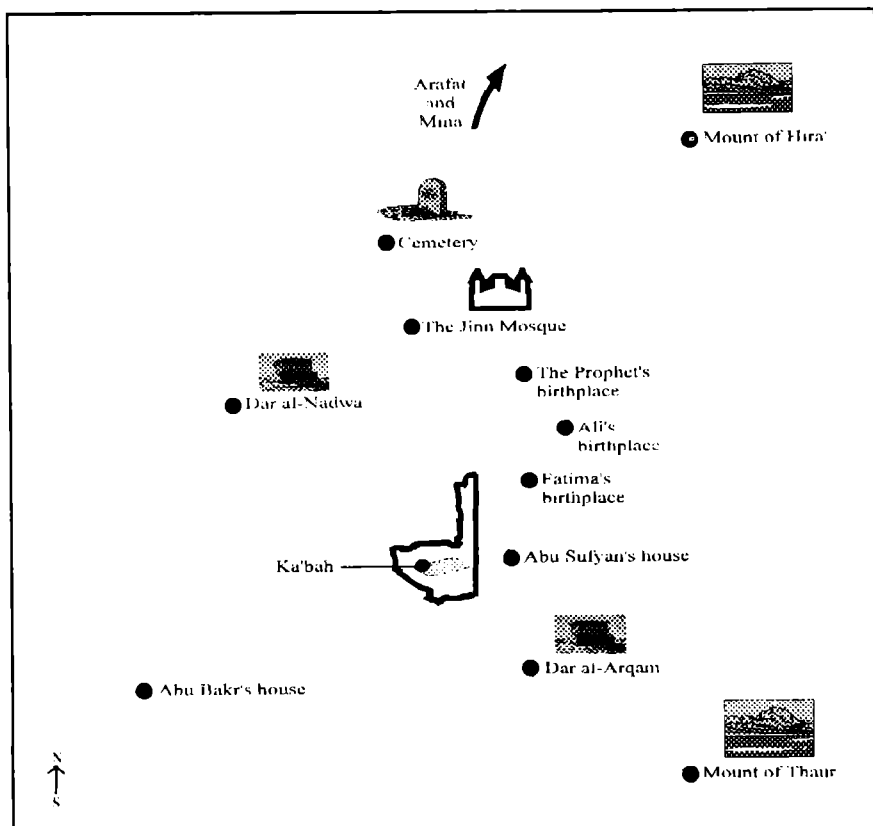 Arafat
and
Mina
Mount of Hira'
Cemetery
The Jinn Mosque
The Prophet's
birthplace
Dar al-Nadwa
Ali's
birthplace
Fatima's
birthplace
Ka'bah
Abu Sufyan's house
Dar al-Arqam
Abu Bakr's house
Mount of Thaur
N
S